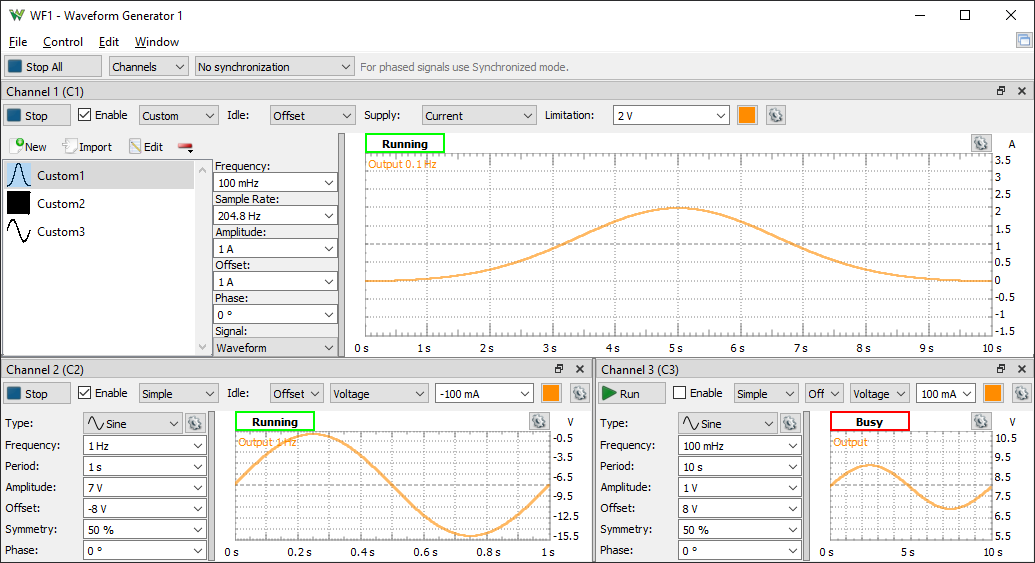 WF1 - Waveform Generator 1
File Control Edit Window
Stop All Channels No synchronization For phased signals use Synchronized mode.
Channel 1 (C1)
Stop Enable Custom Idle: Offset Supply: Current Limitation: 2 V
New Import Edit
Custom1
Custom2
Custom3
Frequency:
100 mHz
Sample Rate:
204.8 Hz
Amplitude:
1 A
Offset:
1 A
Phase:
0 °
Signal:
Waveform
Running
A
Output 0.1 Hz
3.5
3
2.5
2
1.5
1
0.5
0
-0.5
-1
-1.5
0 s 1 s 2 s 3 s 4 s 5 s 6 s 7 s 8 s 9 s 10 s
Channel 2 (C2)
Stop Enable Simple Idle: Offset Voltage -100 mA
Type: Sine
Frequency: 1 Hz
Period: 1 s
Amplitude: 7 V
Offset: -8 V
Symmetry: 50 %
Phase: 0 °
Running
V
Output 1 Hz
-0.5
-3.5
-6.5
-9.5
-12.5
-15.5
0 s 0.2 s 0.4 s 0.6 s 0.8 s 1 s
Channel 3 (C3)
Run Enable Simple Off Voltage 100 mA
Type: Sine
Frequency: 100 mHz
Period: 10 s
Amplitude: 1 V
Offset: 8 V
Symmetry: 50 %
Phase: 0 °
Busy
V
Output
10.5
9.5
8.5
7.5
6.5
5.5
0 s 5 s 10 s